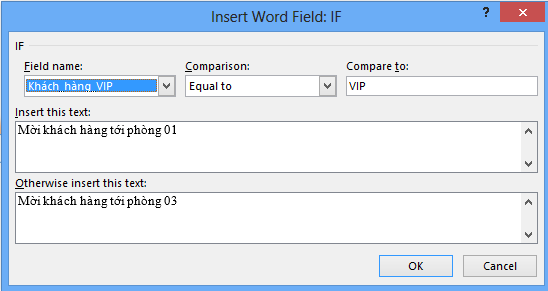 Insert Word Field: IF
? ×
IF
Field name: Comparison: Compare to:
Khách_hàng_VIP Equal to VIP
Insert this text:
Mời khách hàng tới phòng 01
Otherwise insert this text:
Mời khách hàng tới phòng 03
OK Cancel